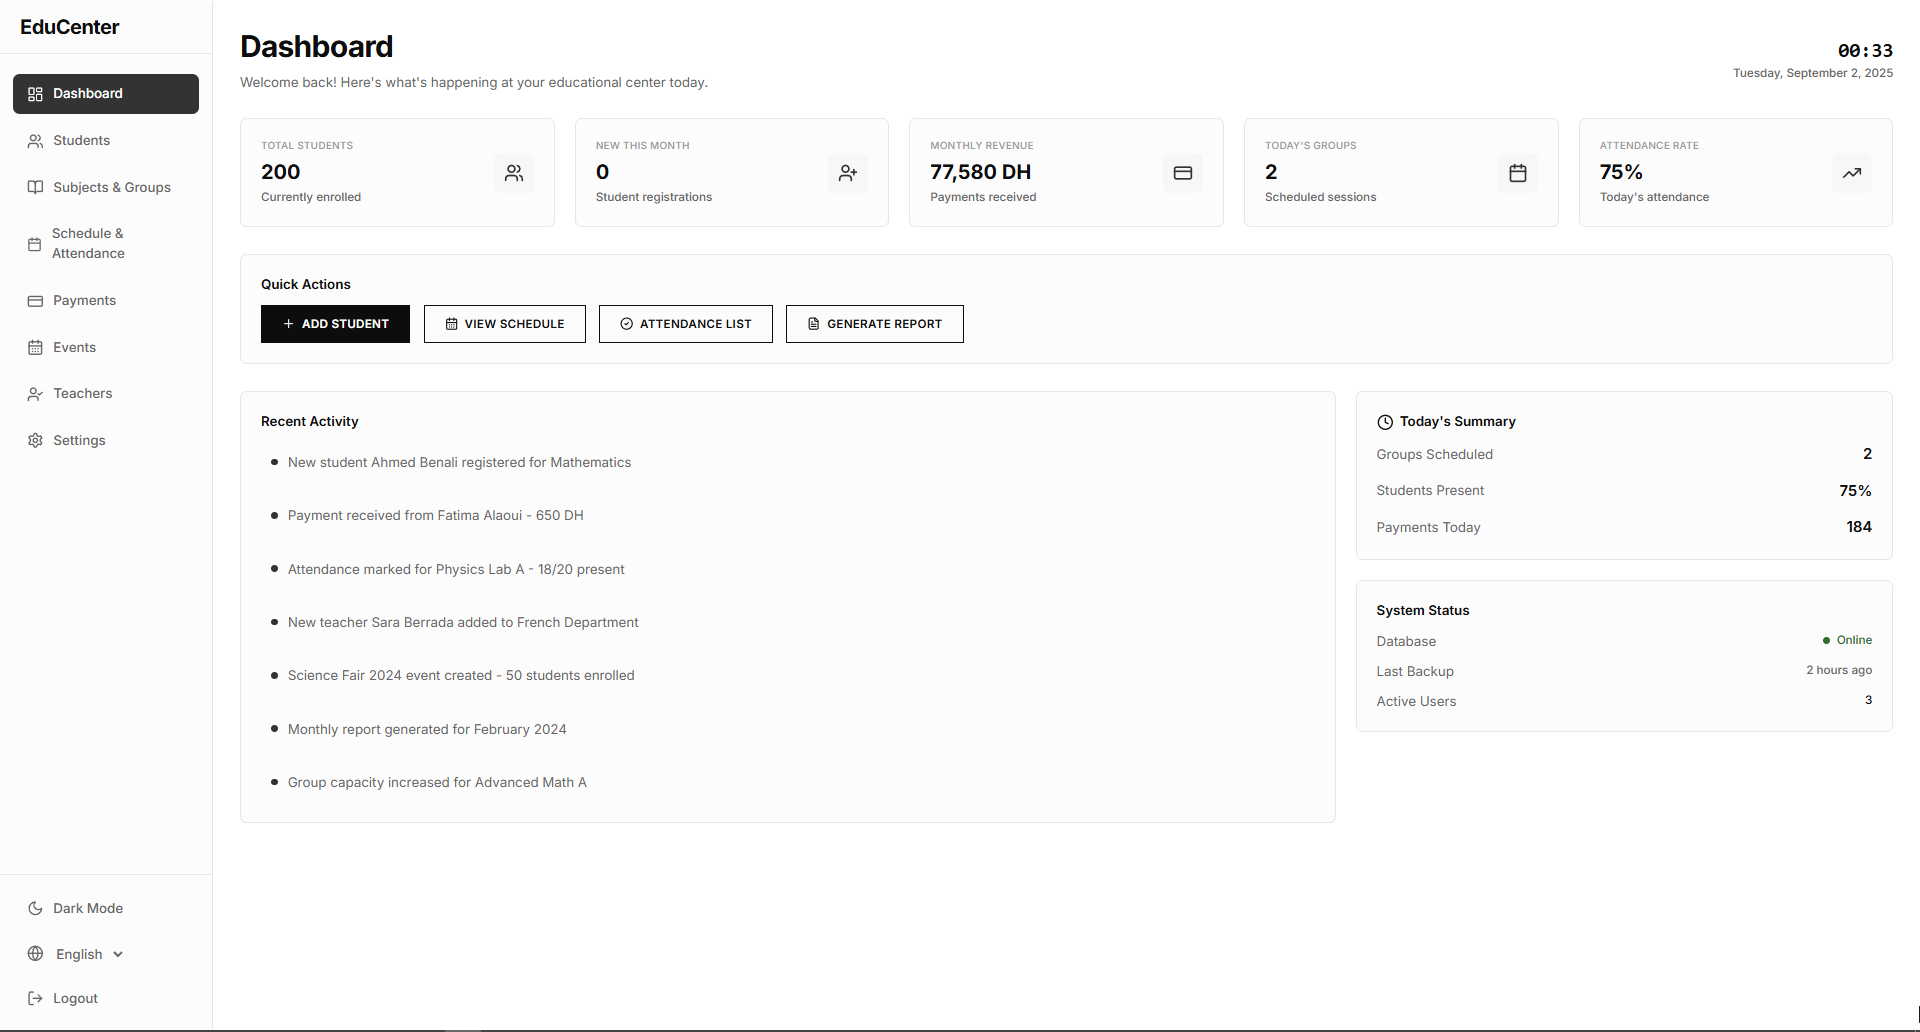 EduCenter
Dashboard
Students
Subjects & Groups
Schedule &
Attendance
Payments
Events
Teachers
Settings
Dark Mode
English
Logout
Dashboard
Welcome back! Here's what's happening at your educational center today.
00:33
Tuesday, September 2, 2025
TOTAL STUDENTS
200
Currently enrolled
NEW THIS MONTH
0
Student registrations
MONTHLY REVENUE
77,580 DH
Payments received
TODAY'S GROUPS
2
Scheduled sessions
ATTENDANCE RATE
75%
Today's attendance
Quick Actions
ADD STUDENT
VIEW SCHEDULE
ATTENDANCE LIST
GENERATE REPORT
Recent Activity
New student Ahmed Benali registered for Mathematics
Payment received from Fatima Alaoui - 650 DH
Attendance marked for Physics Lab A - 18/20 present
New teacher Sara Berrada added to French Department
Science Fair 2024 event created - 50 students enrolled
Monthly report generated for February 2024
Group capacity increased for Advanced Math A
Today's Summary
Groups Scheduled 2
Students Present 75%
Payments Today 184
System Status
Database Online
Last Backup 2 hours ago
Active Users 3